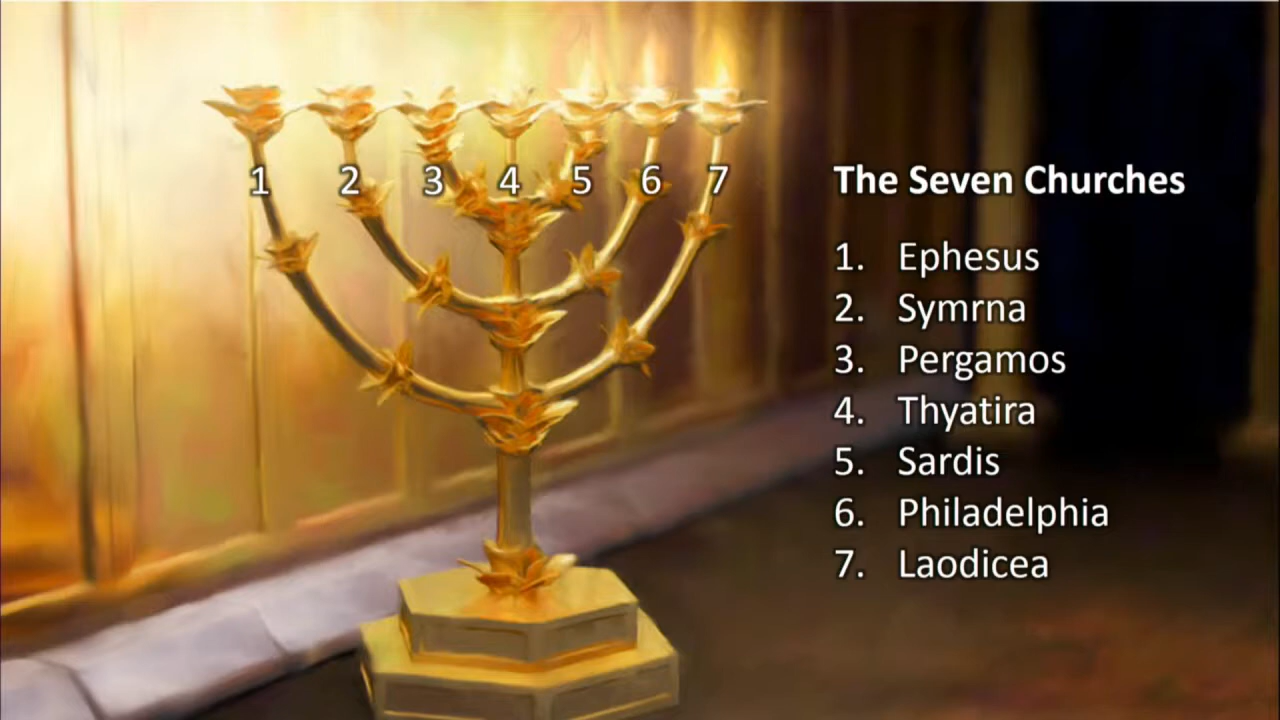 1 2 3 4 5 6 7
The Seven Churches
1. Ephesus
2. Symrna
3. Pergamos
4. Thyatira
5. Sardis
6. Philadelphia
7. Laodicea